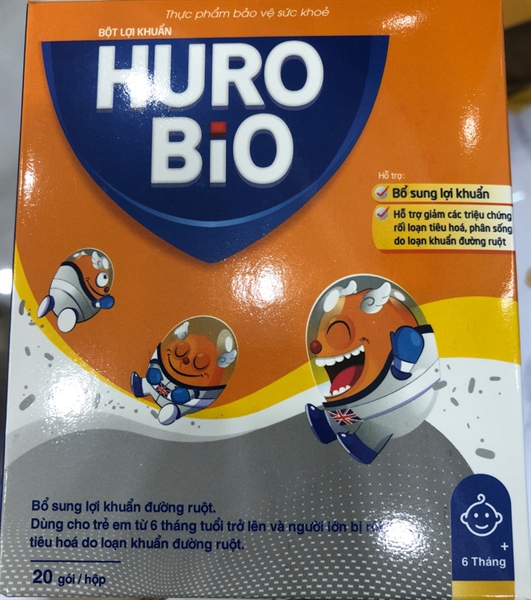 Thực phẩm bảo vệ sức khoẻ
BỘT LỢI KHUẨN
HURO
BiO
Hỗ trợ:
Bổ sung lợi khuẩn
Hỗ trợ giảm các triệu chứng
rối loạn tiêu hoá, phân sống
do loạn khuẩn đường ruột
Bổ sung lợi khuẩn đường ruột.
Dùng cho trẻ em từ 6 tháng tuổi trở lên và người lớn bị
tiêu hoá do loạn khuẩn đường ruột.
20 gói / hộp
+
6 Tháng